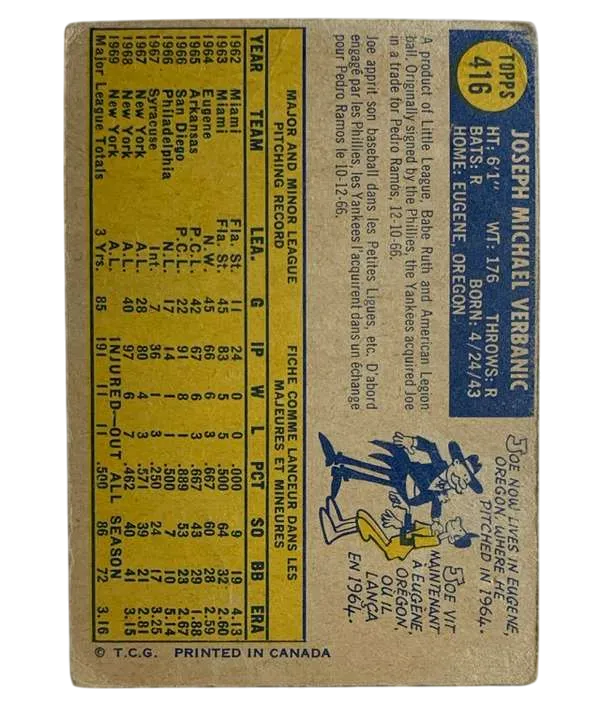 TOPPS
416
JOSEPH MICHAEL VERBANIC
HT: 6'1" WT: 176 THROWS: R
BATS: R BORN: 4/24/43
HOME: EUGENE, OREGON
A product of Little League, Babe Ruth and American Legion
ball. Originally signed by the Phillies, the Yankees acquired Joe
in a trade for Pedro Ramos, 12-10-66.
Joe apprit son baseball dans les Petites Ligues, etc. D'abord
engagé par les Phillies, les Yankees l'acquirent dans un échange
pour Pedro Ramos le 10-12-66.
JOE NOW LIVES IN EUGENE,
OREGON, WHERE HE
PITCHED IN 1964.
JOE VIT
MAINTENANT
À EUGENE,
OREGON,
OÙ IL
LANÇA
EN 1964.
MAJOR AND MINOR LEAGUE
PITCHING RECORD
FICHE COMME LANCEUR DANS LES
MAJEURES ET MINEURES
YEAR TEAM LEA. G IP W L PCT SO BB ERA
1962 Miami Fla. St. 11 24 0 0 .000 9 19 4.13
1963 Miami Fla. St. 45 83 5 5 .500 64 32 2.60
1964 Eugene N.W. 45 66 6 3 .667 60 28 2.59
1965 Arkansas P.C.L. 42 67 6 3 .667 43 29 2.88
1966 San Diego P.C.L. 22 91 8 1 .889 53 23 2.67
1966 Philadelphia N.L. 17 14 1 1 .500 7 10 5.14
1967 Syracuse Int. 7 36 1 3 .250 24 17 3.25
1967 New York A.L. 28 80 4 3 .571 39 21 2.81
1968 New York A.L. 40 97 6 7 .462 40 41 3.15
1969 New York A.L. INJURED—OUT ALL SEASON
Major League Totals 3 Yrs. 85 191 11 11 .500 86 72 3.16
© T.C.G. PRINTED IN CANADA